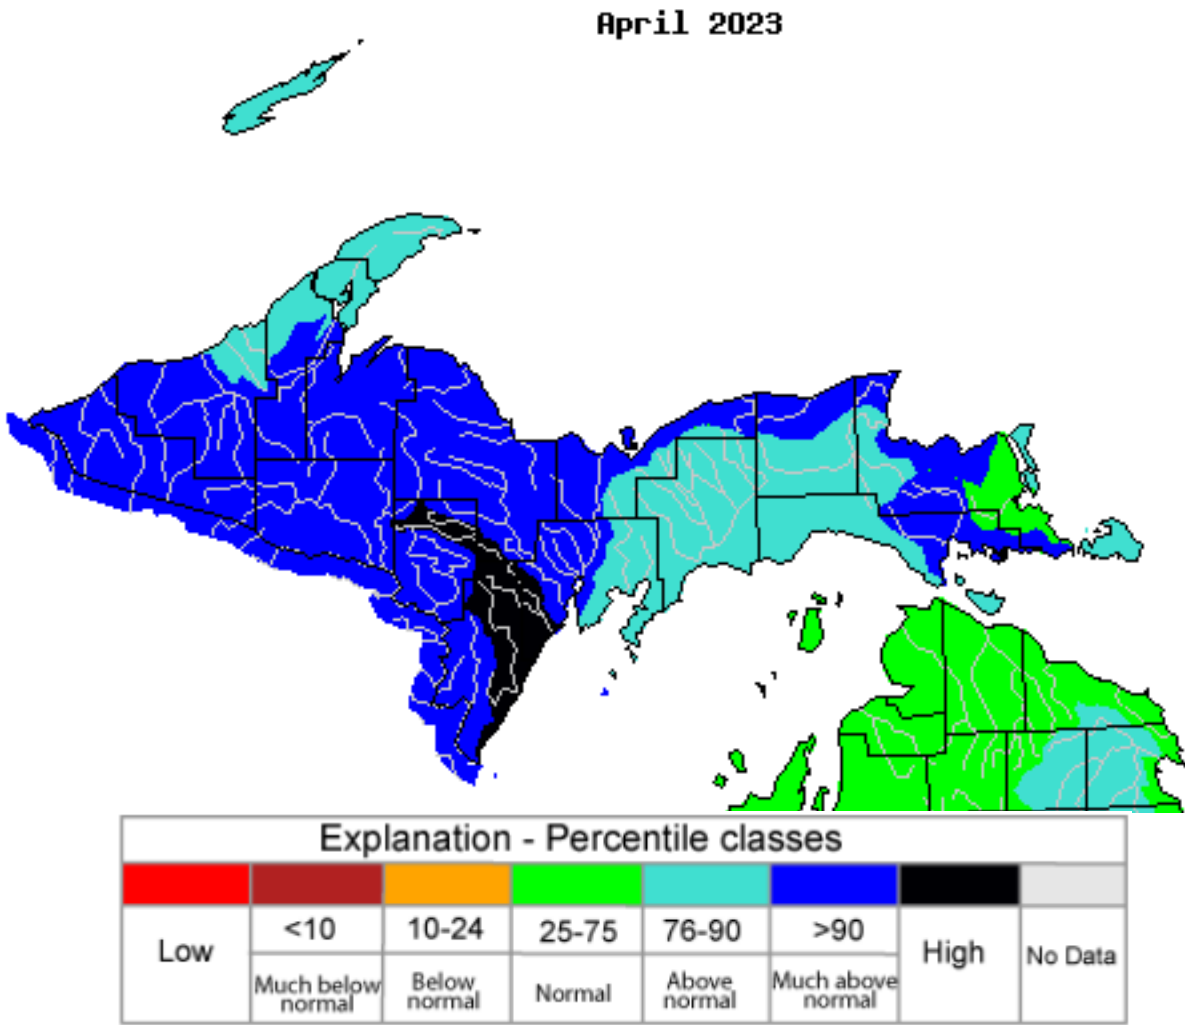 April 2023
Explanation - Percentile classes
Low
<10
10-24
25-75
76-90
>90
High
No Data
Much below
normal
Below
normal
Normal
Above
normal
Much above
normal